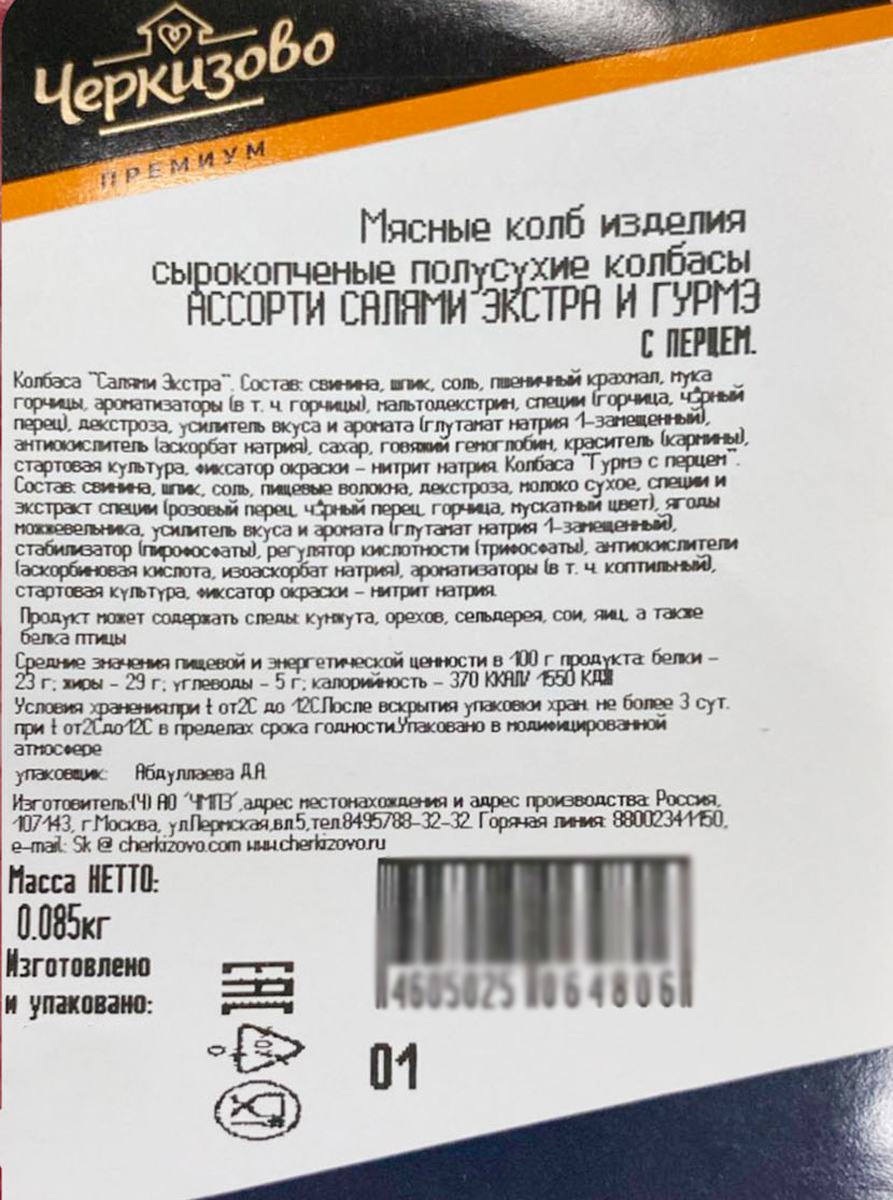 Черкизово
ПРЕМИУМ
Мясные колб изделия
сырокопченые полусухие колбасы
АССОРТИ САЛЯМИ ЭКСТРА И ГУРМЭ
С ПЕРЦЕМ.
Колбаса "Салями Экстра". Состав: свинина, шпик, соль, пшеничный крахмал, мука
горчицы, ароматизаторы (в т. ч. горчицы), мальтодекстрин, специи (горчица, чёрный
перец), декстроза, усилитель вкуса и аромата (глутамат натрия 1-замещенный),
антиокислитель (аскорбат натрия), сахар, говяжий гемоглобин, краситель (кармины),
стартовая культура, фиксатор окраски – нитрит натрия. Колбаса "Гурмэ с перцем".
Состав: свинина, шпик, соль, пищевые волокна, декстроза, молоко сухое, специи и
экстракт специи (розовый перец, чёрный перец, горчица, мускатный цвет), ягоды
можжевельника, усилитель вкуса и аромата (глутамат натрия 1-замещенный),
стабилизатор (пирофосфаты), регулятор кислотности (трифосфаты), антиокислители
(аскорбиновая кислота, изоаскорбат натрия), ароматизаторы (в т. ч. коптильный),
стартовая культура, фиксатор окраски – нитрит натрия.
Продукт может содержать следы: кунжута, орехов, сельдерея, сои, яиц, а также
белка птицы
Средние значения пищевой и энергетической ценности в 100 г продукта: белки –
23 г; жиры – 29 г; углеводы – 5 г; калорийность – 370 ККАЛ/ 1550 КДЖ
Условия хранения:при t от2С до 12С.После вскрытия упаковки хран. не более 3 сут.
при t от2Сдо12С в пределах срока годности.Упаковано в модифицированной
атмосфере
упаковщик: Абдуллаева Д.А.
Изготовитель:(Ч) АО "ЧМПЗ",адрес местонахождения и адрес производства: Россия,
107143, г.Москва, ул.Пермская,вл.5,тел.8495788-32-32. Горячая линия: 88002341150,
e-mail: Sk @ cherkizovo.com www.cherkizovo.ru
Масса НЕТТО:
0.085кг
Изготовлено
и упаковано:
4605025 064806
EAC
01